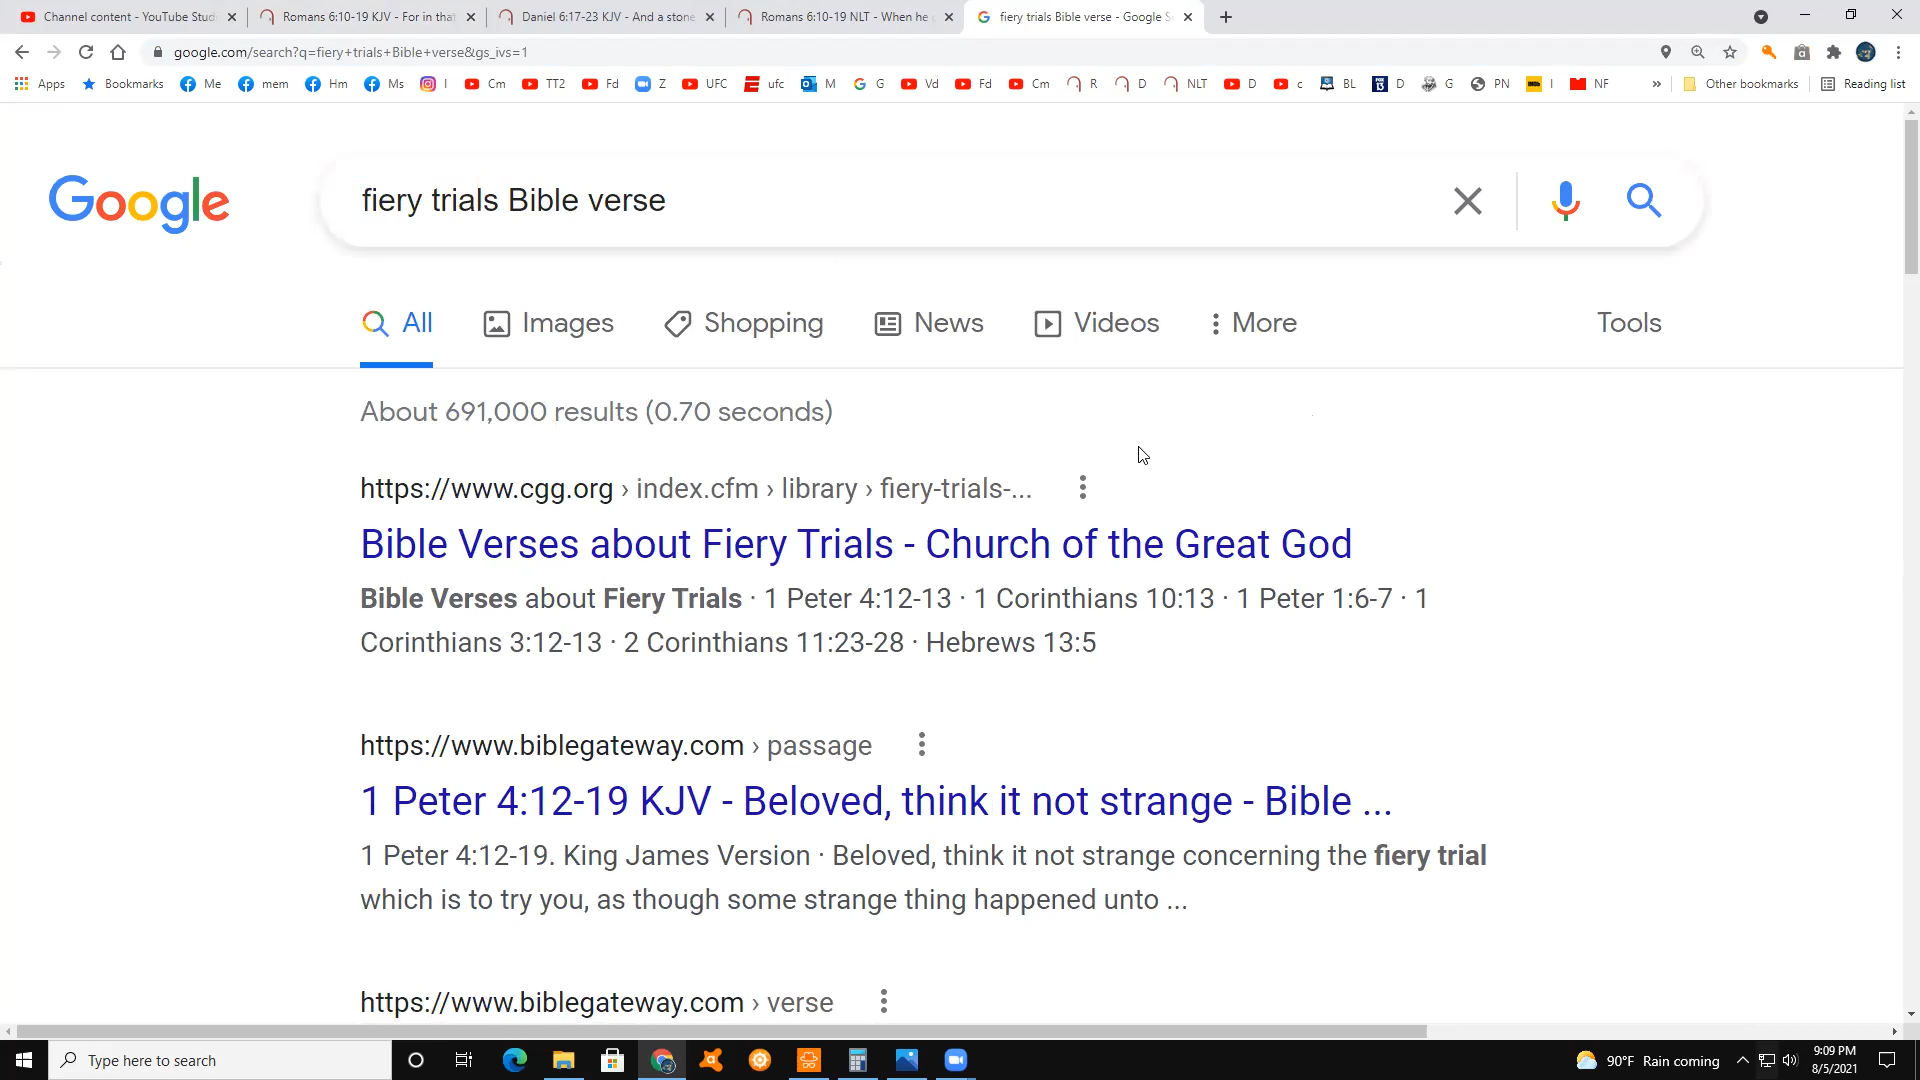 Channel content - YouTube Stud
Romans 6:10-19 KJV - For in that
Daniel 6:17-23 KJV - And a stone
Romans 6:10-19 NLT - When he
fiery trials Bible verse - Google S
google.com/search?q=fiery+trials+Bible+verse&gs_ivs=1
Apps Bookmarks Me mem Hm Ms I Cm TT2 Fd Z UFC ufc M G Vd Fd Cm R D NLT D c BL D G PN I NF » Other bookmarks Reading list
Google
fiery trials Bible verse
All Images Shopping News Videos More Tools
About 691,000 results (0.70 seconds)
https://www.cgg.org › index.cfm › library › fiery-trials-...
Bible Verses about Fiery Trials - Church of the Great God
Bible Verses about Fiery Trials · 1 Peter 4:12-13 · 1 Corinthians 10:13 · 1 Peter 1:6-7 · 1
Corinthians 3:12-13 · 2 Corinthians 11:23-28 · Hebrews 13:5
https://www.biblegateway.com › passage
1 Peter 4:12-19 KJV - Beloved, think it not strange - Bible ...
1 Peter 4:12-19. King James Version · Beloved, think it not strange concerning the fiery trial
which is to try you, as though some strange thing happened unto ...
https://www.biblegateway.com › verse
Type here to search
90°F Rain coming
9:09 PM
8/5/2021